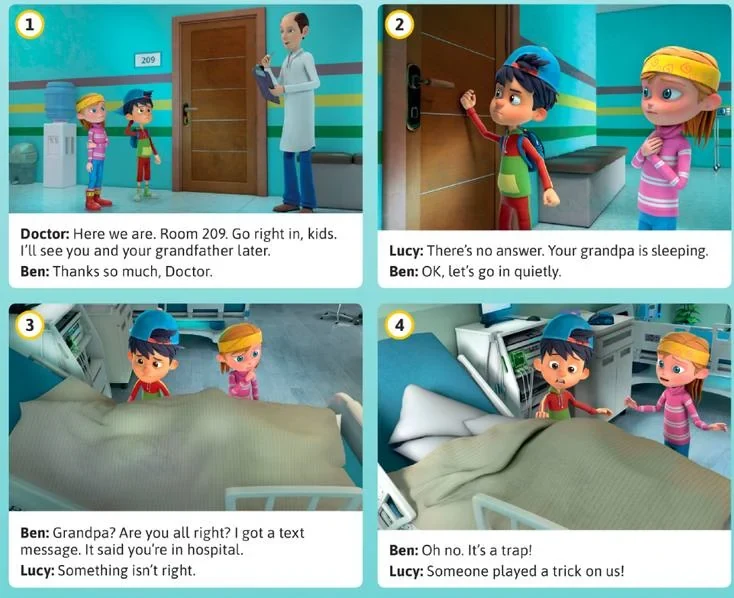 1
209
Doctor: Here we are. Room 209. Go right in, kids.
I'll see you and your grandfather later.
Ben: Thanks so much, Doctor.
2
Lucy: There's no answer. Your grandpa is sleeping.
Ben: OK, let's go in quietly.
3
Ben: Grandpa? Are you all right? I got a text
message. It said you're in hospital.
Lucy: Something isn't right.
4
Ben: Oh no. It's a trap!
Lucy: Someone played a trick on us!